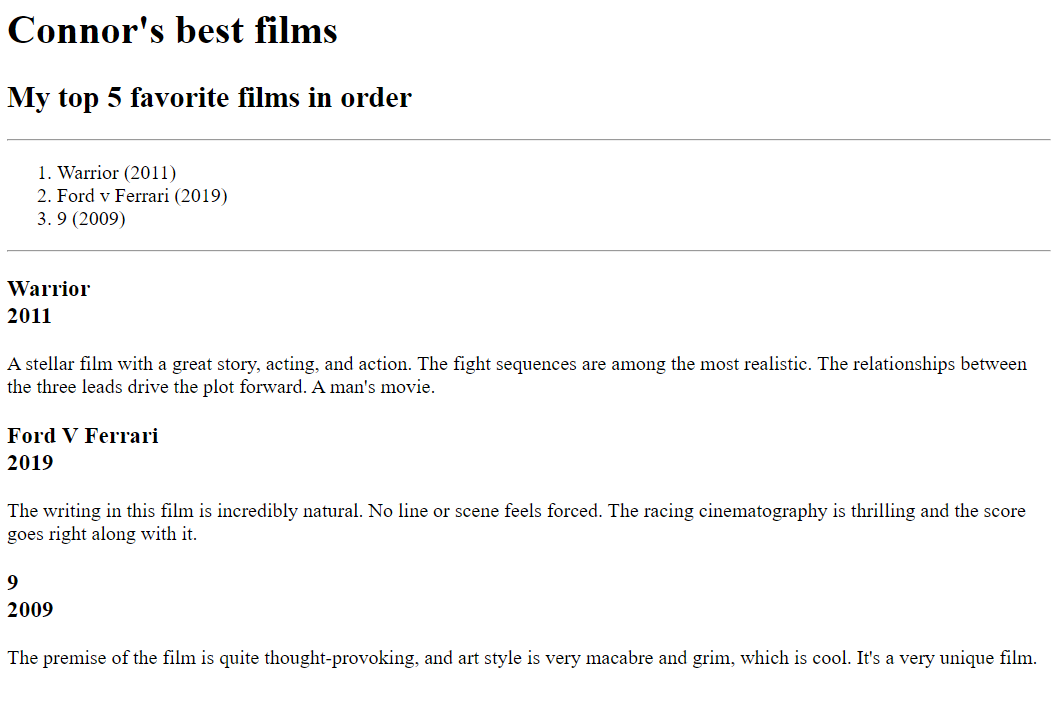 Connor's best films
My top 5 favorite films in order
1. Warrior (2011)
2. Ford v Ferrari (2019)
3. 9 (2009)
Warrior
2011
A stellar film with a great story, acting, and action. The fight sequences are among the most realistic. The relationships between
the three leads drive the plot forward. A man's movie.
Ford V Ferrari
2019
The writing in this film is incredibly natural. No line or scene feels forced. The racing cinematography is thrilling and the score
goes right along with it.
9
2009
The premise of the film is quite thought-provoking, and art style is very macabre and grim, which is cool. It's a very unique film.